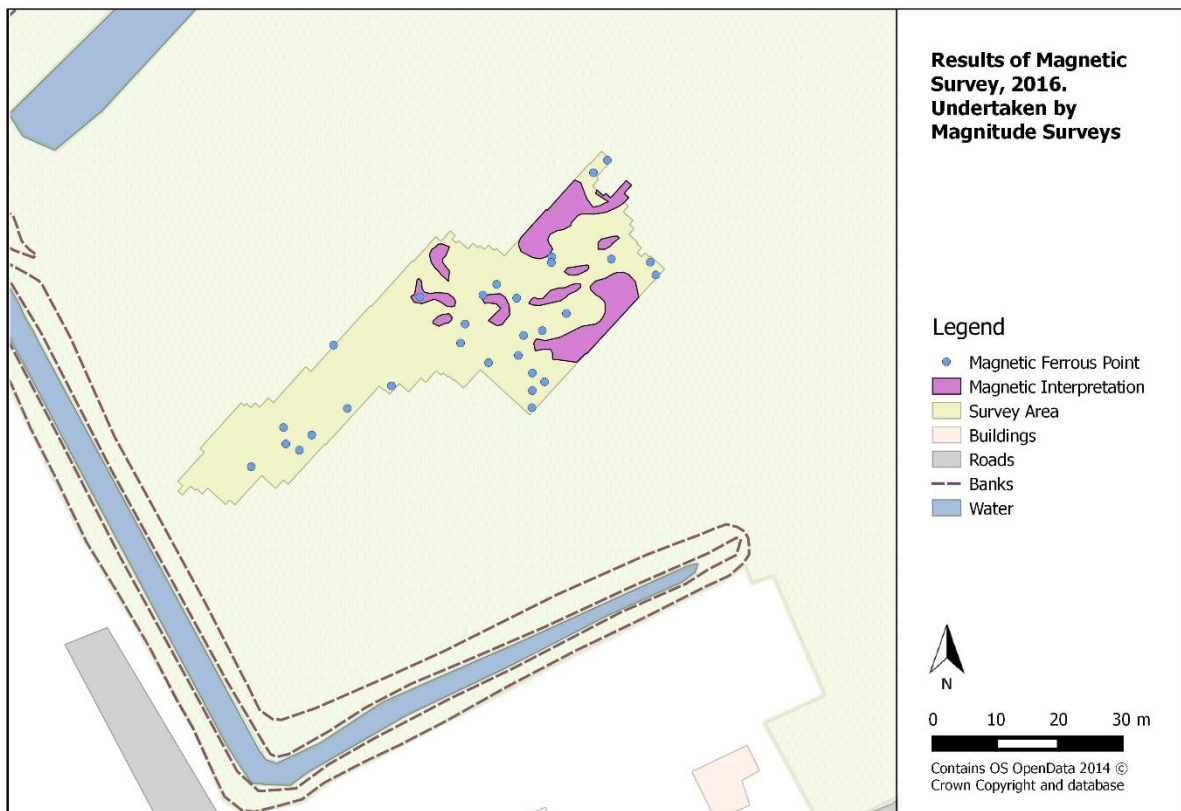 Results of Magnetic
Survey, 2016.
Undertaken by
Magnitude Surveys
Legend
Magnetic Ferrous Point
Magnetic Interpretation
Survey Area
Buildings
Roads
Banks
Water
N
0 10 20 30 m
Contains OS OpenData 2014 ©
Crown Copyright and database